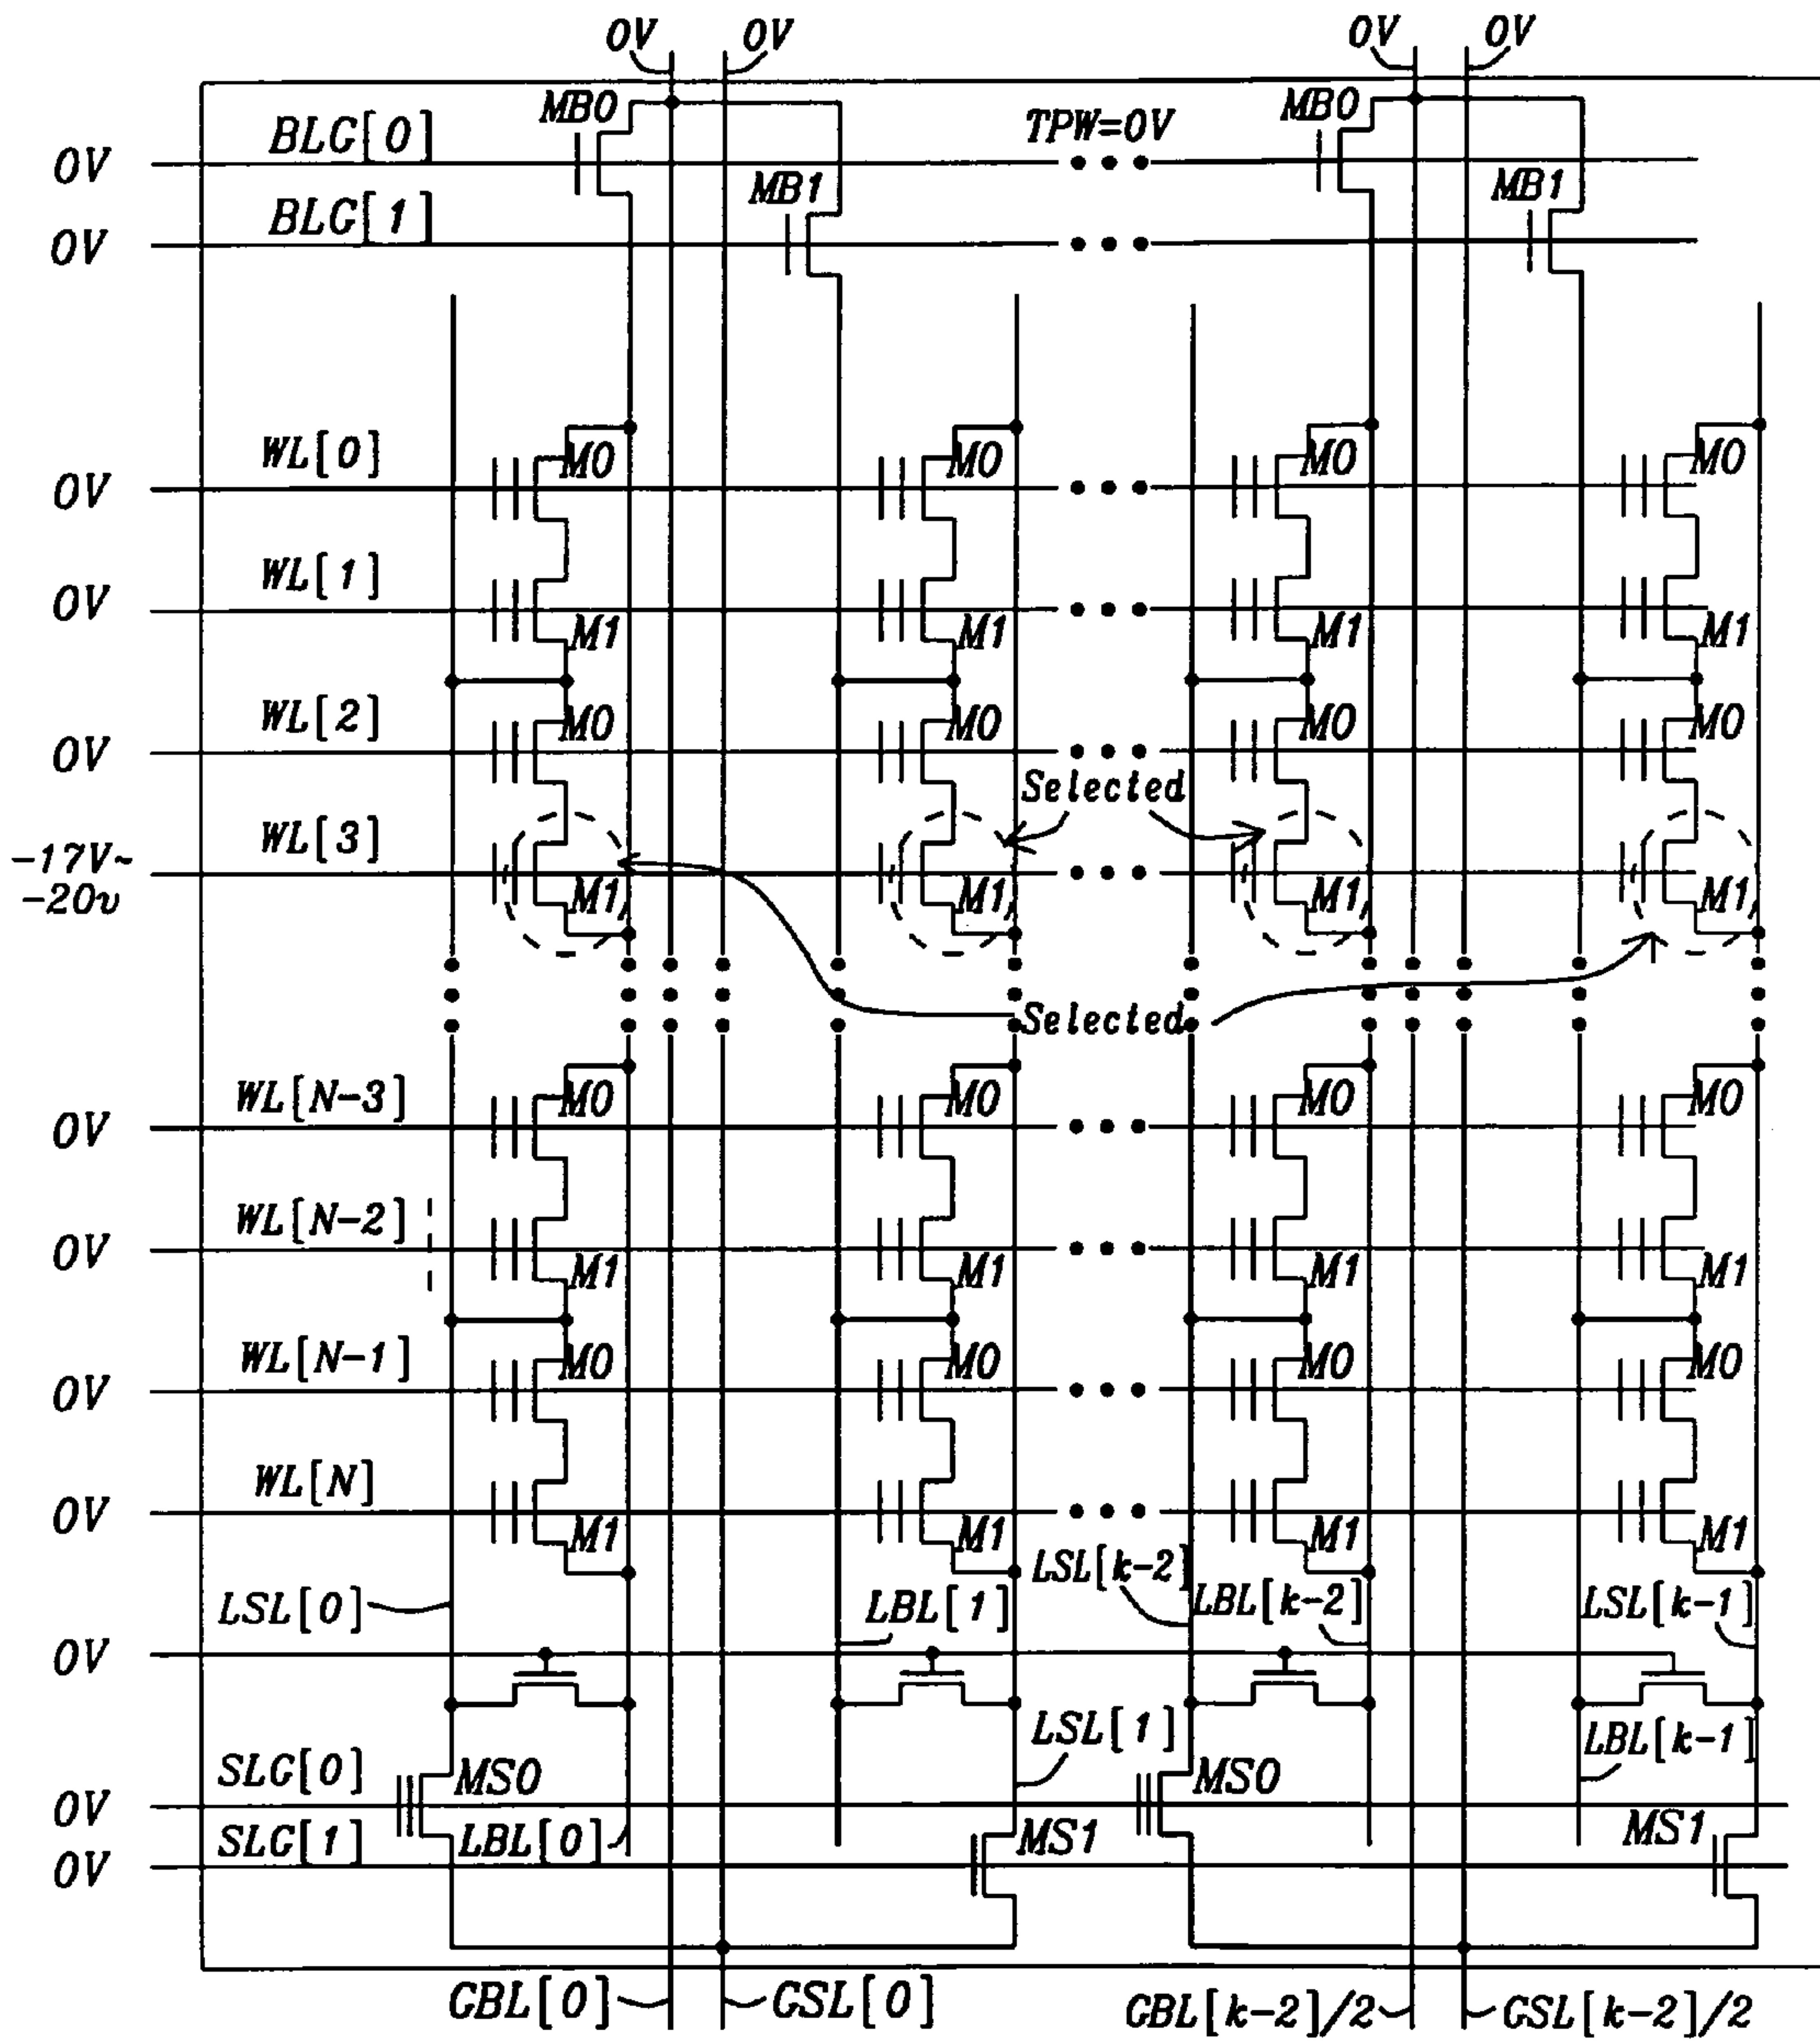 0V 0V 0V 0V
MB0 TPW=0V MB0
0V BLG[0]
MB1 MB1
0V BLG[1]
WL[0] M0 M0 M0 M0
0V
WL[1]
0V
M1 M1 M1 M1
WL[2] M0 M0 M0 M0
0V
Selected
WL[3]
-17V~
-20v
M1 M1 M1 M1
Selected
WL[N-3] M0 M0 M0 M0
0V
WL[N-2]
0V
M1 M1 M1 M1
WL[N-1] M0 M0 M0 M0
0V
WL[N]
0V
M1 M1 M1 M1
LSL[k-2]
LSL[0] LBL[1] LBL[k-2] LSL[k-1]
0V
LSL[1] LBL[k-1]
SLG[0] MS0 MS0
0V
SLG[1] LBL[0] MS1 MS1
0V
GBL[0] GSL[0] GBL[k-2]/2 GSL[k-2]/2